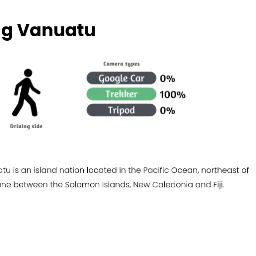 g Vanuatu
Camera types
Google Car 0%
Trekker 100%
Tripod 0%
Driving side
tu is an island nation located in the Pacific Ocean, northeast of
ne between the Solomon Islands, New Caledonia and Fiji.